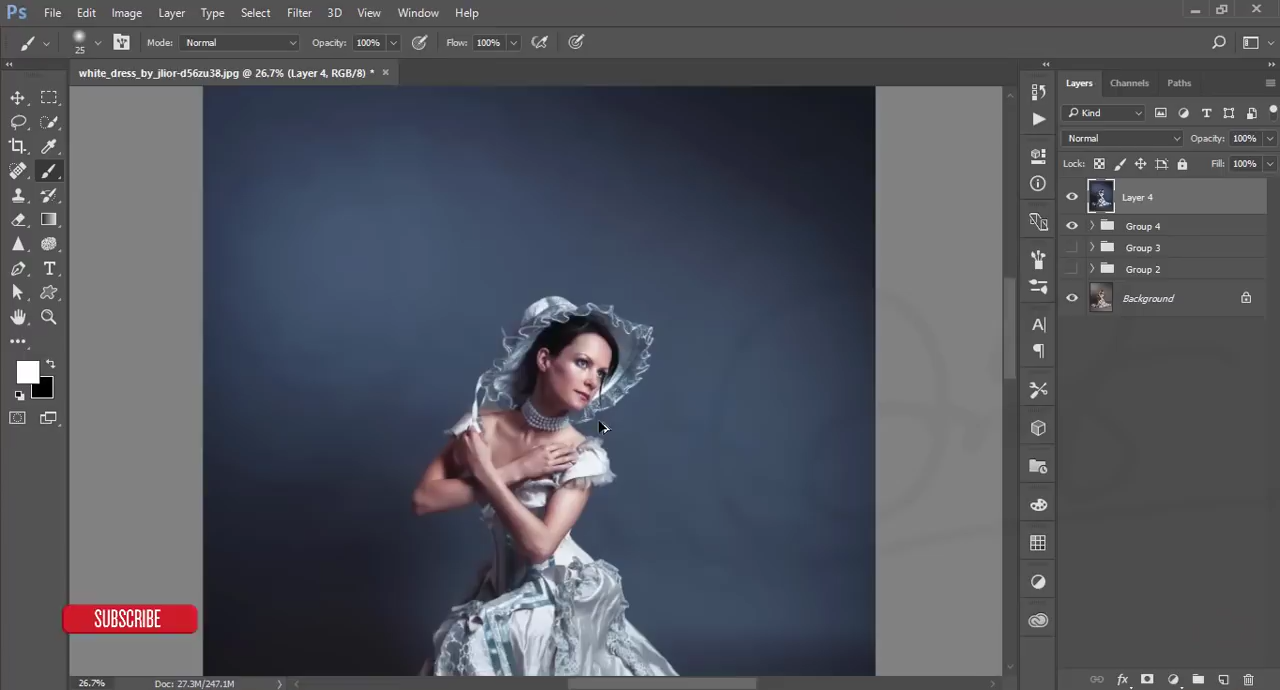 Ps File Edit Image Layer Type Select Filter 3D View Window Help
25 Mode: Normal Opacity: 100% Flow: 100%
white_dress_by_jlior-d56zu38.jpg @ 26.7% (Layer 4, RGB/8) * ×
Layers Channels Paths
Kind
Normal Opacity: 100%
Lock: Fill: 100%
Layer 4
Group 4
Group 3
Group 2
Background
SUBSCRIBE
26.7% Doc: 27.3M/247.1M